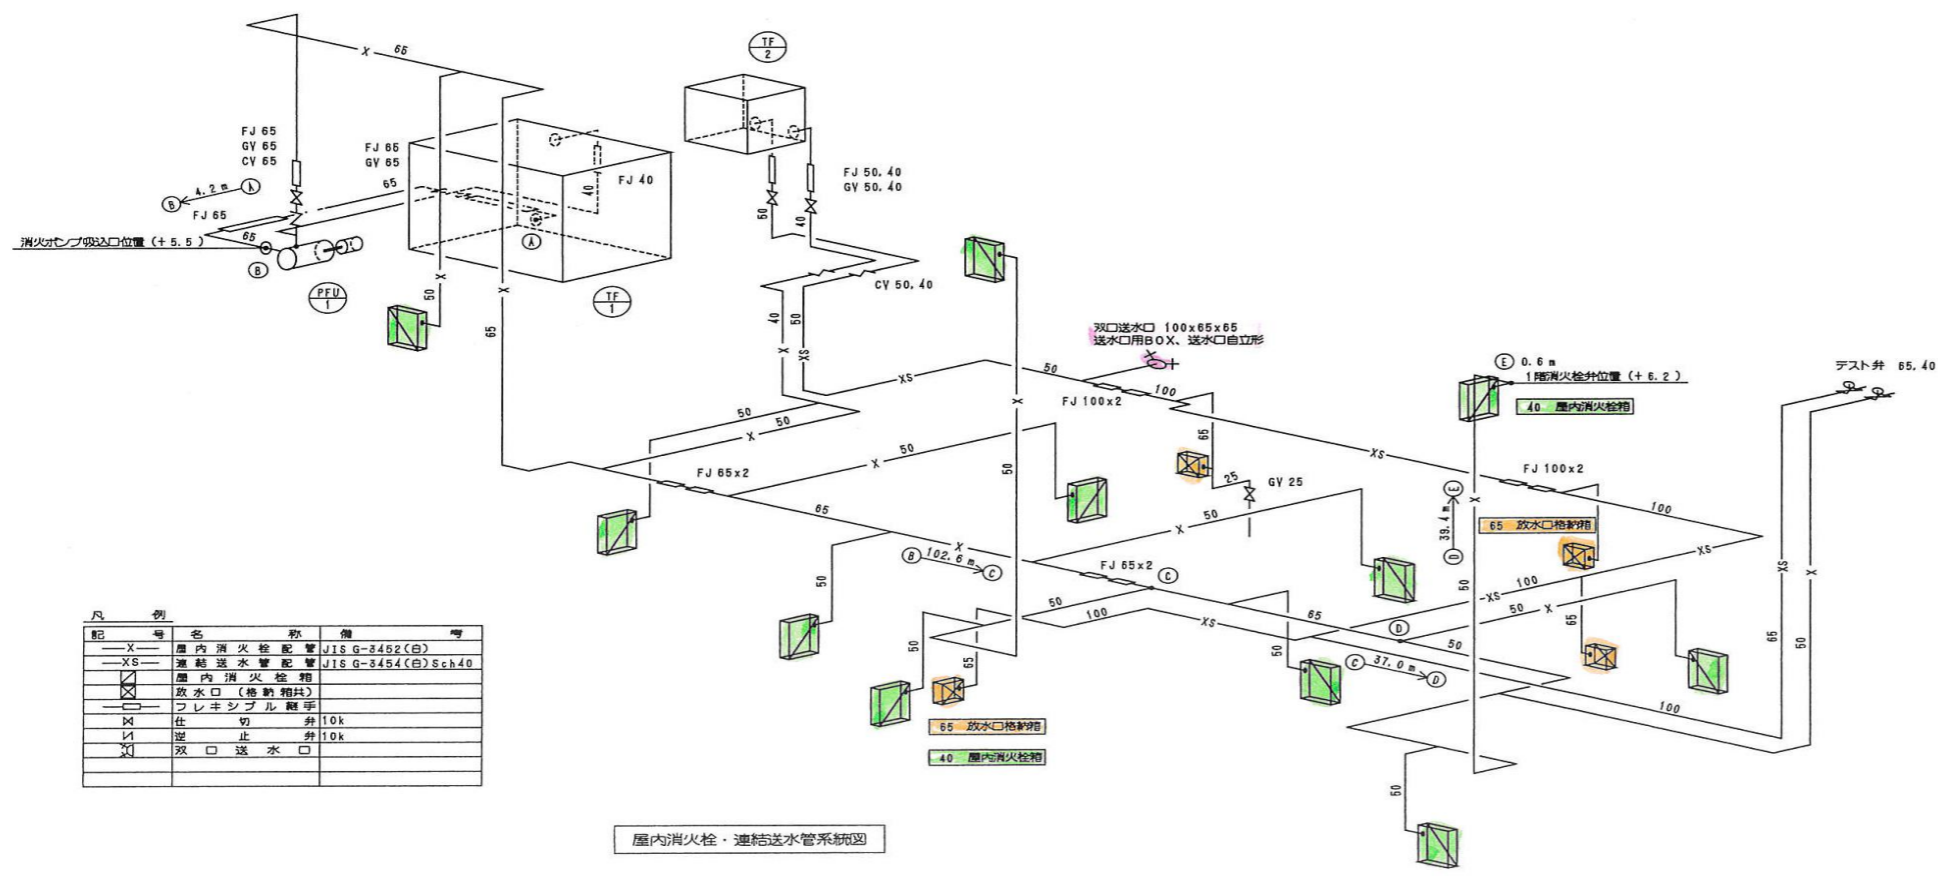 X 65
TF
2
FJ 65
GV 65
CV 65
FJ 65
GV 65
FJ 40
40
FJ 50.40
GV 50.40
4.2 m
A
B
65
FJ 65
65
消火ポンプ吸込口位置 (+5.5)
B
A
PFU
1
TF
1
50
X
50
40
CV 50.40
65
X
40
50
X
XS
双口送水口 100x65x65
送水口用BOX、送水口自立形
XS
50
FJ 100x2
100
X
50
E 0.6 m
1階消火栓弁位置 (+6.2)
40 屋内消火栓箱
テスト弁 65.40
50
X 50
FJ 65x2
X 50
65
25
GV 25
XS
FJ 100x2
100
65 放水口格納箱
E
39.4 m
D
X
50
65
X 50
X
B 102.6 m C
FJ 65x2
C
XS 100 XS
50 X
XS
65
X
50
50
50
100
XS
65
D
50
C 37.0 m D
65
50
65
50
100
65 放水口格納箱
40 屋内消火栓箱
50
凡例
記号 名称 備考
X 屋内消火栓配管 JIS G-3452(白)
XS 連結送水管配管 JIS G-3454(白)Sch40
屋内消火栓箱
放水口 (格納箱共)
フレキシブル継手
仕切弁 10k
逆止弁 10k
双口送水口
屋内消火栓・連結送水管系統図